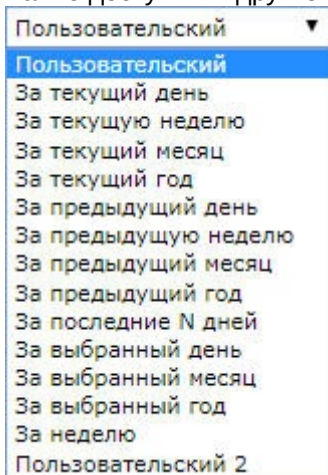 Пользовательский
Пользовательский
За текущий день
За текущую неделю
За текущий месяц
За текущий год
За предыдущий день
За предыдущую неделю
За предыдущий месяц
За предыдущий год
За последние N дней
За выбранный день
За выбранный месяц
За выбранный год
За неделю
Пользовательский 2